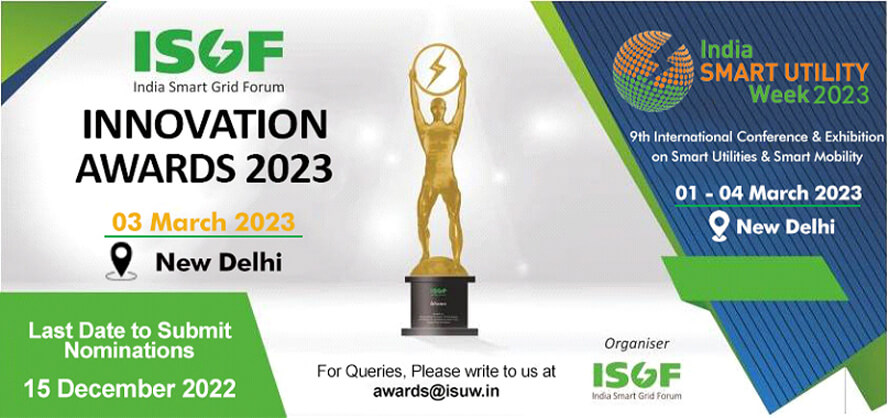 ISGF
India Smart Grid Forum
INNOVATION
AWARDS 2023
03 March 2023
New Delhi
Last Date to Submit
Nominations
15 December 2022
ISGF
For Queries, Please write to us at
awards@isuw.in
Organiser
ISGF
India Smart Grid Forum
India
SMART UTILITY
Week 2023
9th International Conference & Exhibition
on Smart Utilities & Smart Mobility
01 - 04 March 2023
New Delhi